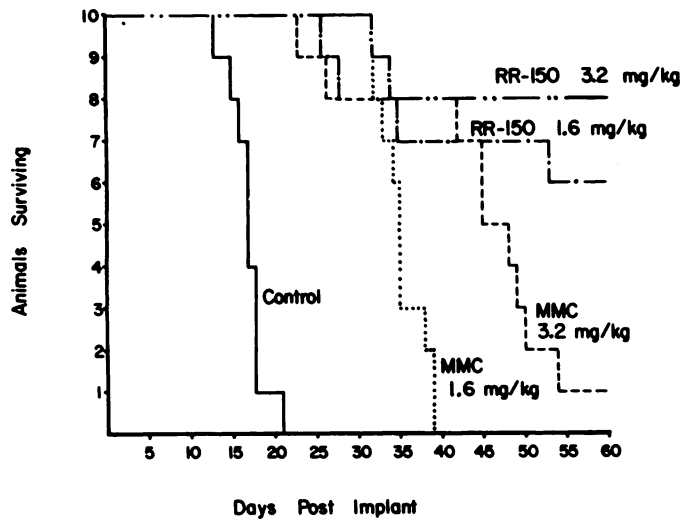 10
9
8
7
6
5
4
3
2
1
Animals Surviving
RR-150 3.2 mg/kg
RR-150 1.6 mg/kg
Control
MMC
3.2 mg/kg
MMC
1.6 mg/kg
5 10 15 20 25 30 35 40 45 50 55 60
Days Post Implant